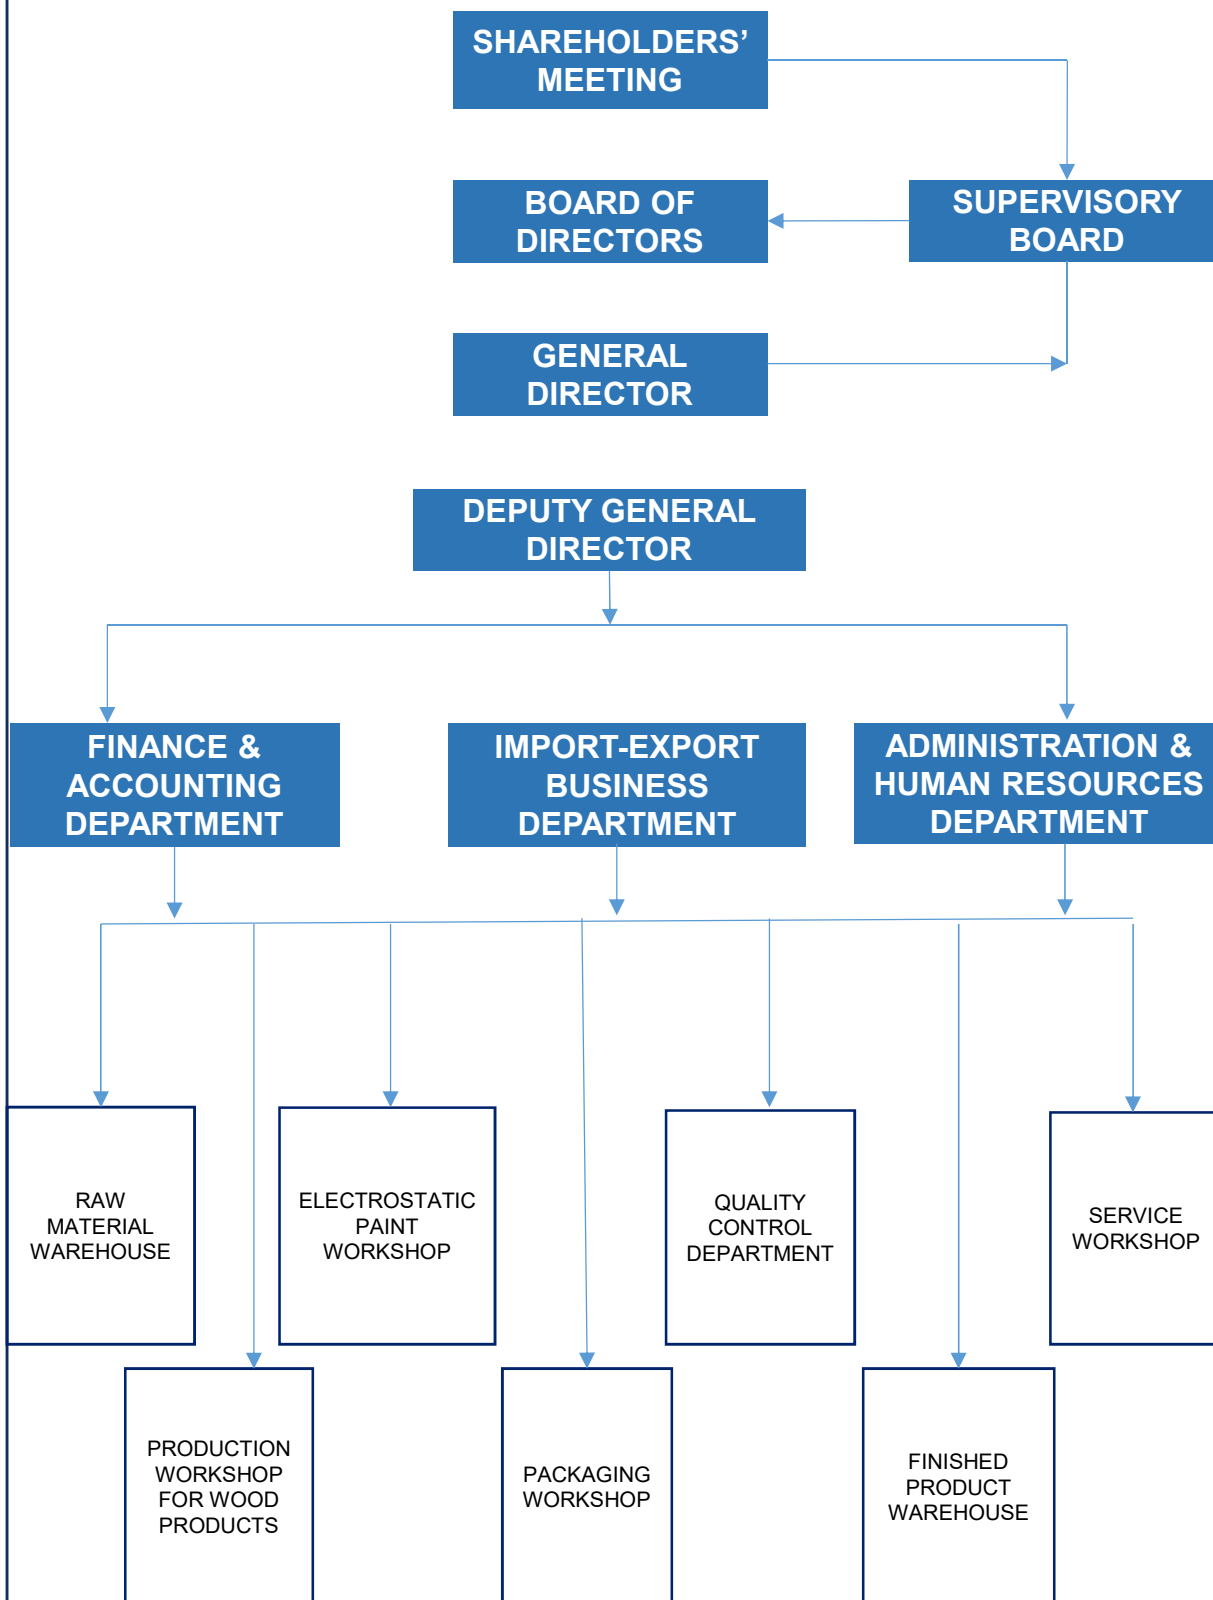 SHAREHOLDERS’
MEETING
BOARD OF
DIRECTORS
SUPERVISORY
BOARD
GENERAL
DIRECTOR
DEPUTY GENERAL
DIRECTOR
FINANCE &
ACCOUNTING
DEPARTMENT
IMPORT-EXPORT
BUSINESS
DEPARTMENT
ADMINISTRATION &
HUMAN RESOURCES
DEPARTMENT
RAW
MATERIAL
WAREHOUSE
ELECTROSTATIC
PAINT
WORKSHOP
QUALITY
CONTROL
DEPARTMENT
SERVICE
WORKSHOP
PRODUCTION
WORKSHOP
FOR WOOD
PRODUCTS
PACKAGING
WORKSHOP
FINISHED
PRODUCT
WAREHOUSE